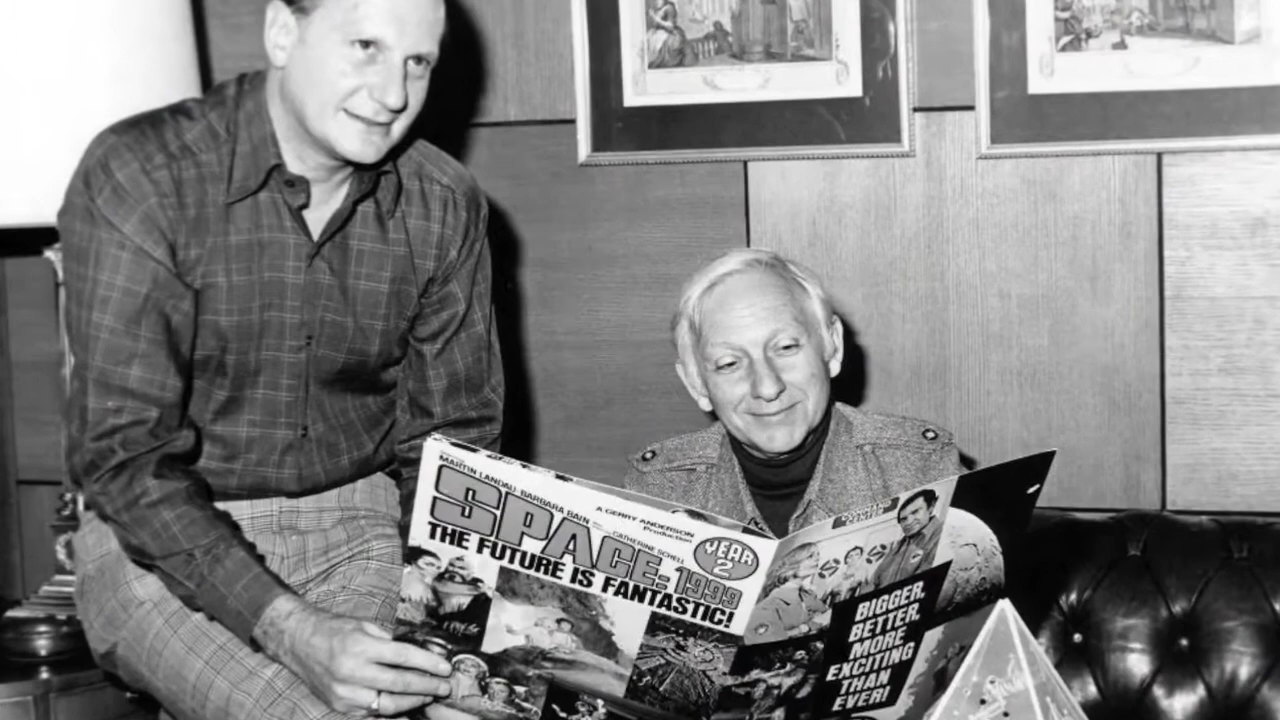 MARTIN LANDAU BARBARA BAIN
A GERRY ANDERSON
Production
CATHERINE SCHELL
SPACE: 1999
YEAR
2
THE FUTURE IS FANTASTIC!
BIGGER,
BETTER,
MORE
EXCITING
THAN
EVER!